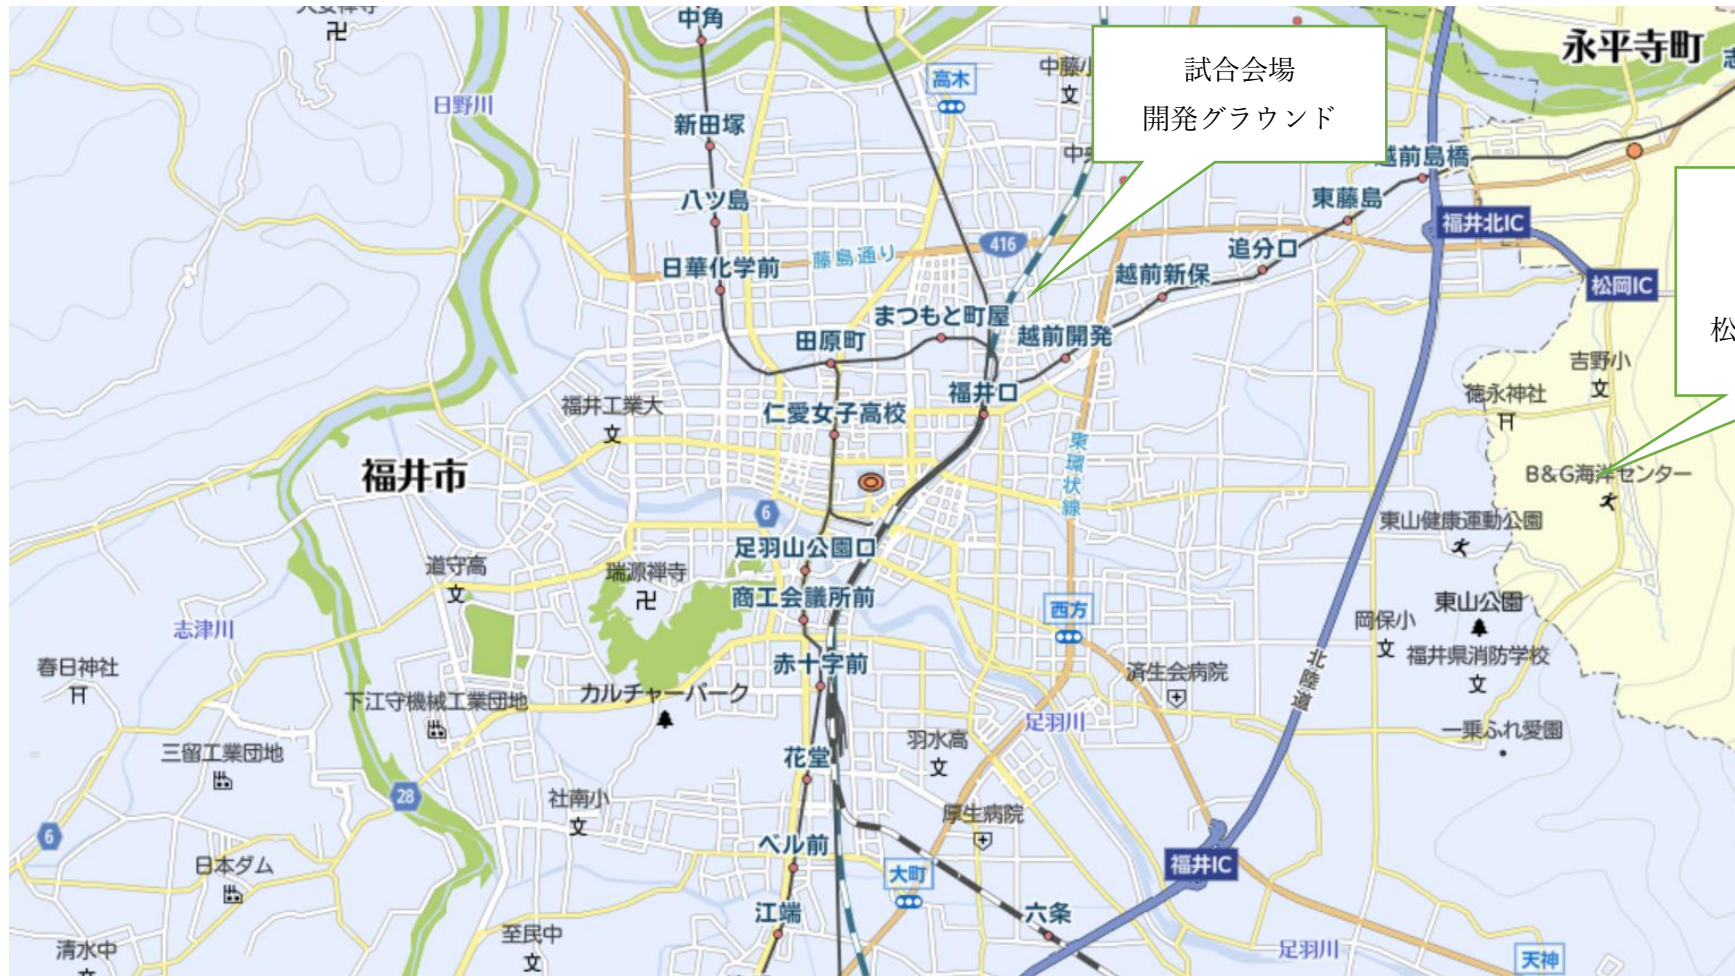 中角
永平寺町
試合会場
開発グラウンド
高木
日野川
新田塚
越前島橋
八ツ島
東藤島
福井北IC
416
追分口
藤島通り
日華化学前
越前新保
松岡IC
まつもと町屋
田原町
越前開発
松
吉野小
文
福井口
徳永神社
福井工業大
文
仁愛女子高校
東環状線
福井市
B&G海洋センター
6
東山健康運動公園
足羽山公園口
道守高
文
瑞源禅寺
卍
商工会議所前
西方
東山公園
岡保小
文
志津川
福井県消防学校
文
春日神社
赤十字前
済生会病院
北陸道
カルチャーパーク
下江守機械工業団地
足羽川
一乗ふれ愛園
羽水高
文
三留工業団地
花堂
28
社南小
文
厚生病院
6
ベル前
日本ダム
福井IC
大町
江端
六条
至民中
文
清水中
文
足羽川
天神